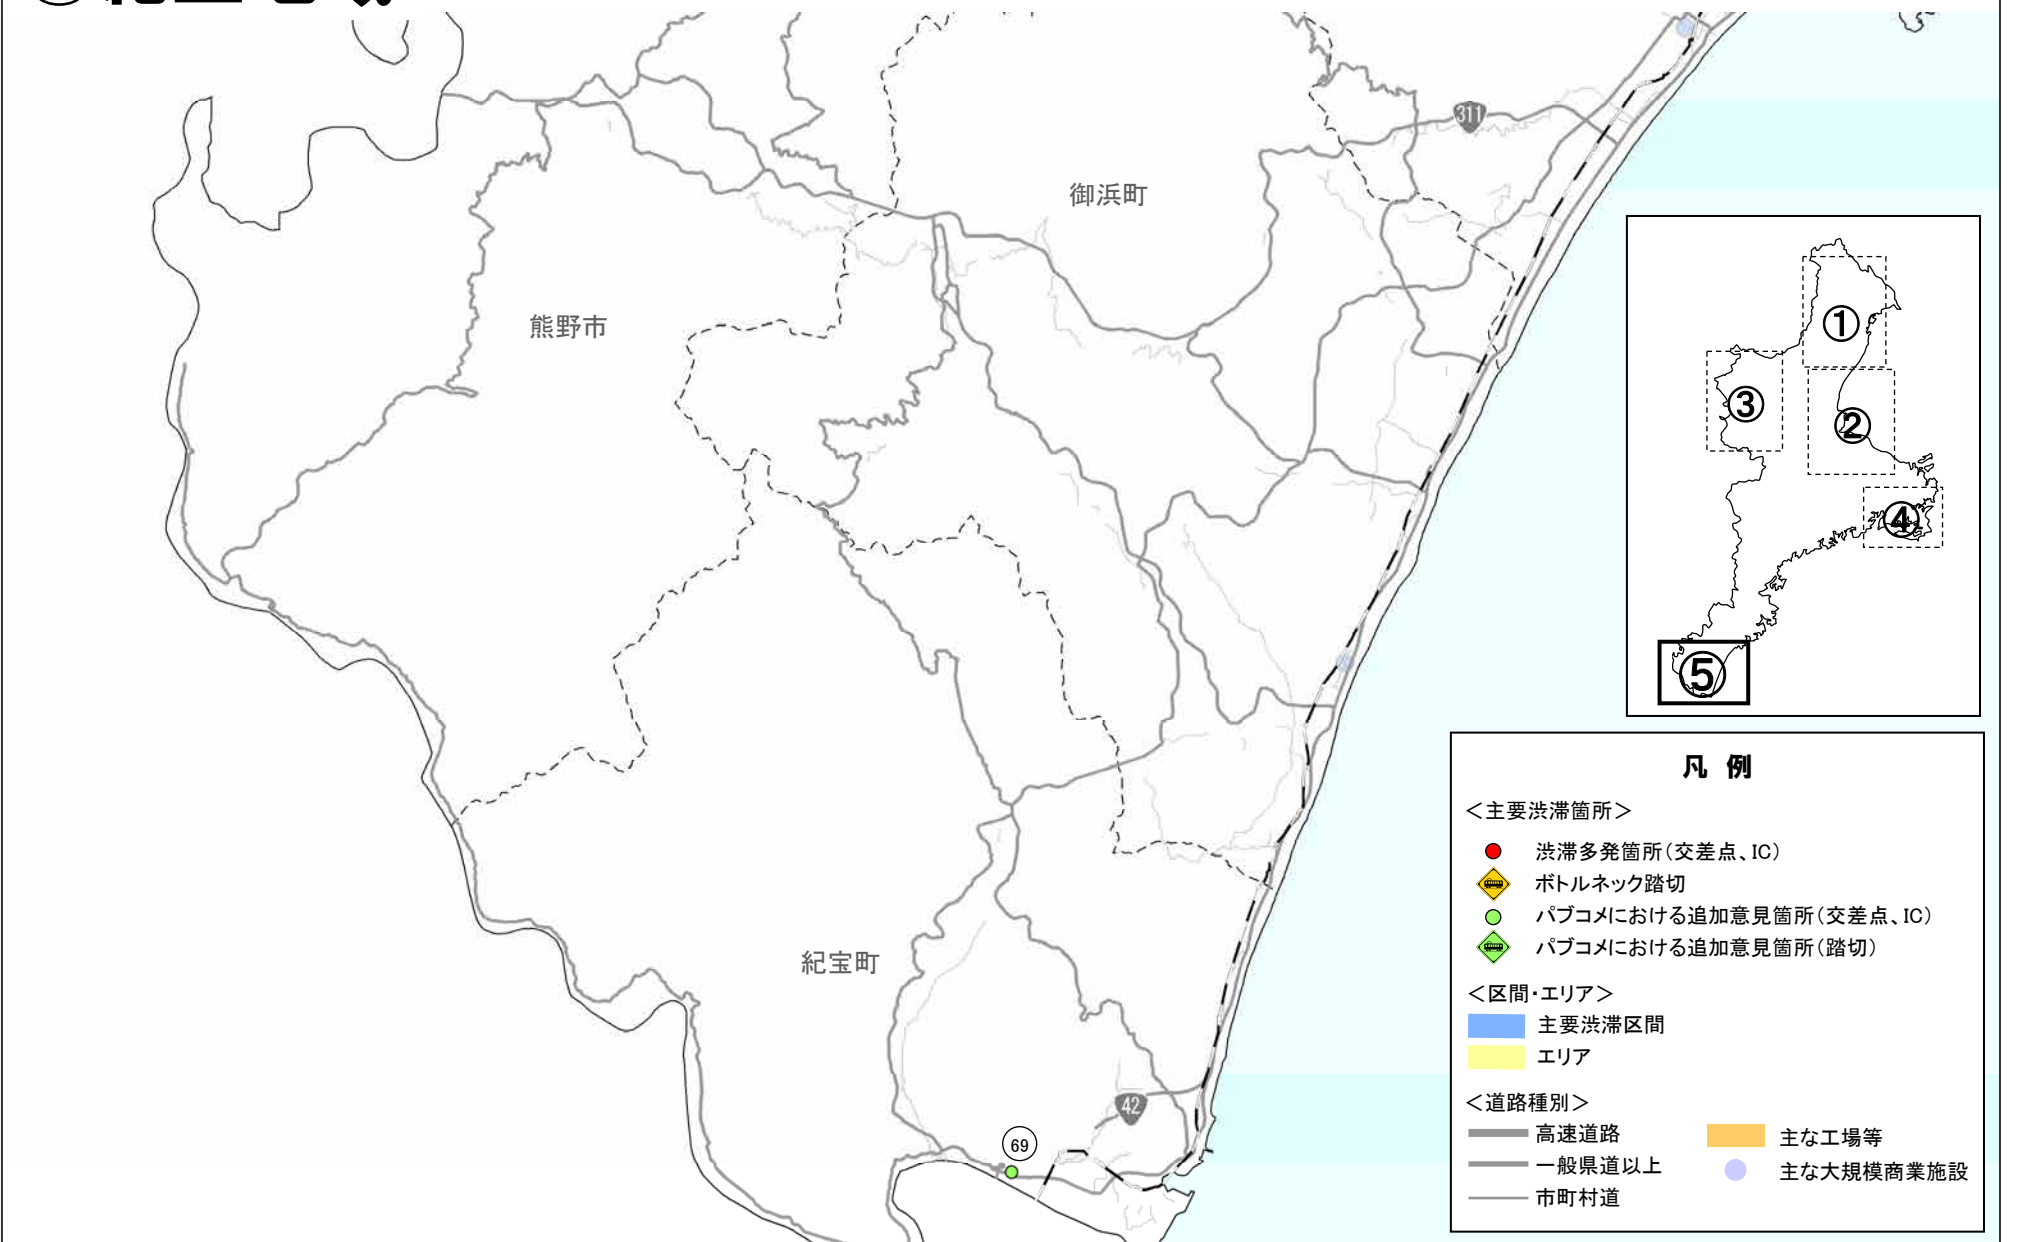 311
御浜町
熊野市
①
③
②
④
⑤
凡 例
<主要渋滞箇所>
渋滞多発箇所(交差点、IC)
ボトルネック踏切
パブコメにおける追加意見箇所(交差点、IC)
パブコメにおける追加意見箇所(踏切)
紀宝町
<区間・エリア>
主要渋滞区間
エリア
<道路種別>
42
高速道路
主な工場等
69
一般県道以上
主な大規模商業施設
市町村道